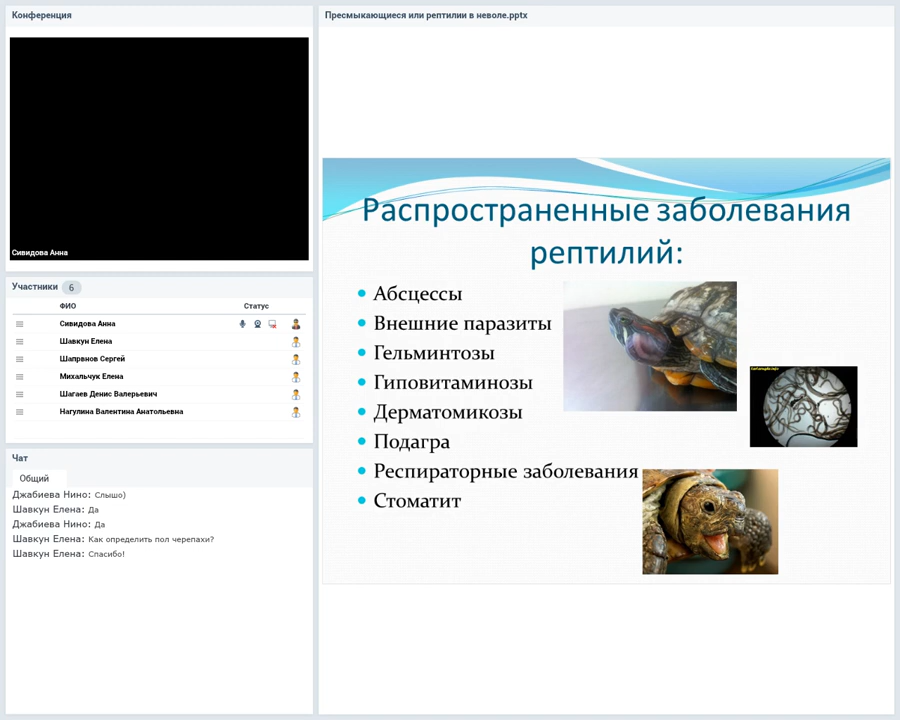 Конференция
Сивидова Анна
Участники 6
ФИО Статус
Сивидова Анна
Шавкун Елена
Шапрвнов Сергей
Михальчук Елена
Шагаев Денис Валерьевич
Нагулина Валентина Анатольевна
Чат
Общий
Джабиева Нино: Слышо)
Шавкун Елена: Да
Джабиева Нино: Да
Шавкун Елена: Как определить пол черепахи?
Шавкун Елена: Спасибо!
Пресмыкающиеся или рептилии в неволе.pptx
Распространенные заболевания
рептилий:
Абсцессы
Внешние паразиты
Гельминтозы
Гиповитаминозы
Дерматомикозы
Подагра
Респираторные заболевания
Стоматит